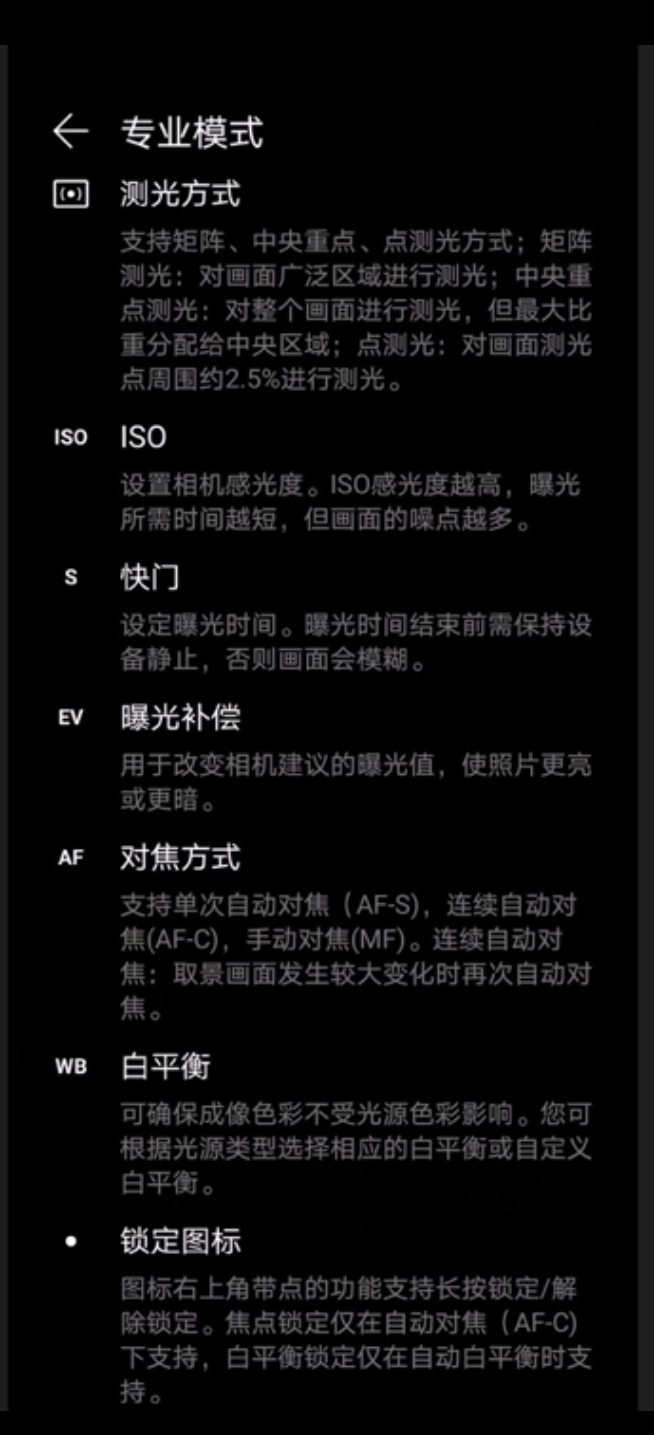 专业模式
测光方式
支持矩阵、中央重点、点测光方式；矩阵
测光：对画面广泛区域进行测光；中央重
点测光：对整个画面进行测光，但最大比
重分配给中央区域；点测光：对画面测光
点周围约2.5%进行测光。
ISO ISO
设置相机感光度。ISO感光度越高，曝光
所需时间越短，但画面的噪点越多。
S 快门
设定曝光时间。曝光时间结束前需保持设
备静止，否则画面会模糊。
EV 曝光补偿
用于改变相机建议的曝光值，使照片更亮
或更暗。
AF 对焦方式
支持单次自动对焦（AF-S)，连续自动对
焦(AF-C)，手动对焦(MF)。连续自动对
焦：取景画面发生较大变化时再次自动对
焦。
WB 白平衡
可确保成像色彩不受光源色彩影响。您可
根据光源类型选择相应的白平衡或自定义
白平衡。
锁定图标
图标右上角带点的功能支持长按锁定/解
除锁定。焦点锁定仅在自动对焦（AF-C)
下支持，白平衡锁定仅在自动白平衡时支
持。